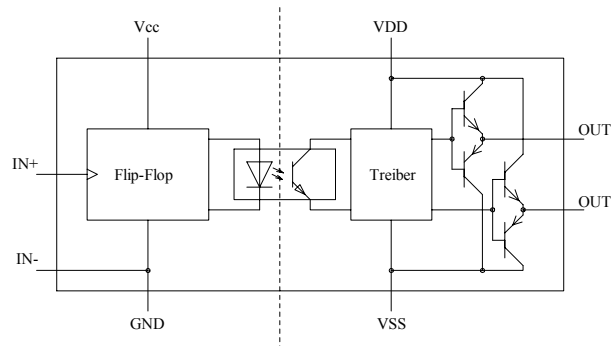 Vcc
VDD
IN+
Flip-Flop
Treiber
OUT
OUT
IN-
GND
VSS